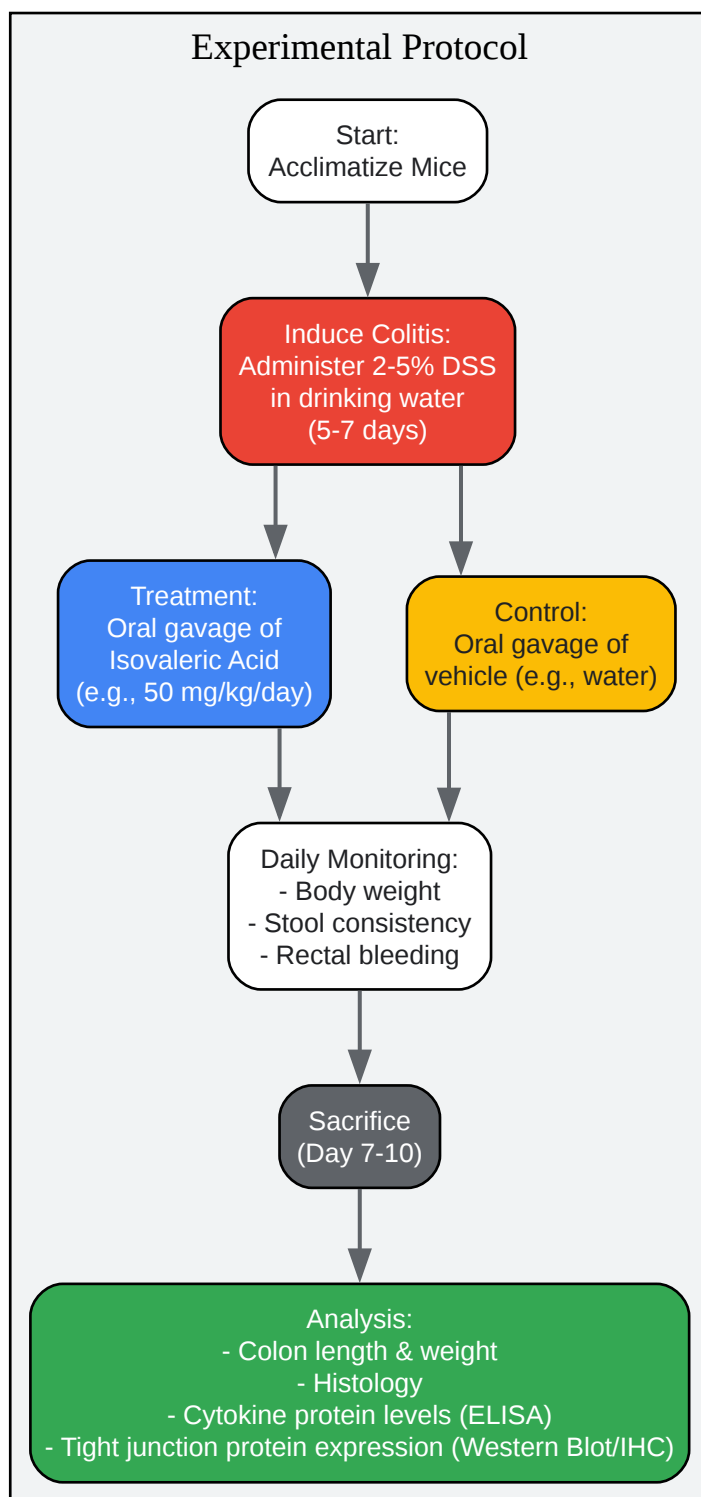 Experimental Protocol
Start:
Acclimatize Mice
Induce Colitis:
Administer 2-5% DSS
in drinking water
(5-7 days)
Treatment:
Oral gavage of
Isovaleric Acid
(e.g., 50 mg/kg/day)
Control:
Oral gavage of
vehicle (e.g., water)
Daily Monitoring:
- Body weight
- Stool consistency
- Rectal bleeding
Sacrifice
(Day 7-10)
Analysis:
- Colon length & weight
- Histology
- Cytokine protein levels (ELISA)
- Tight junction protein expression (Western Blot/IHC)